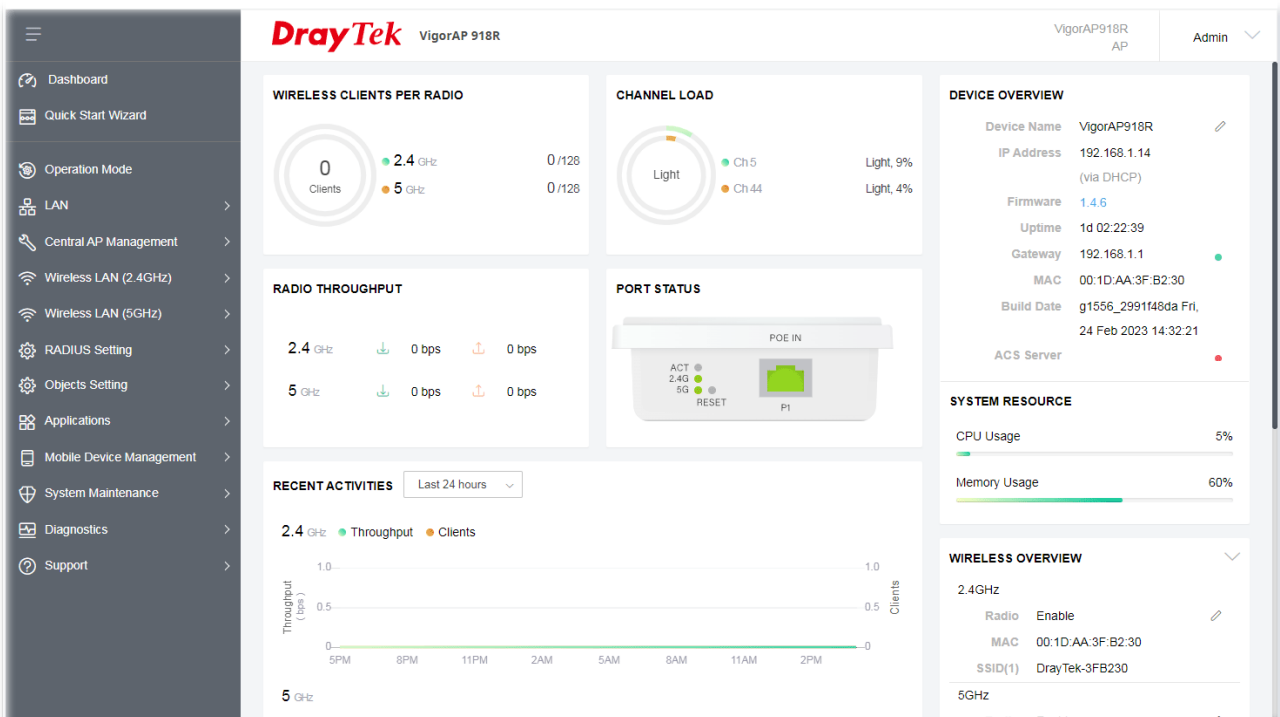 DrayTek VigorAP 918R
VigorAP918R
AP
Admin
Dashboard
Quick Start Wizard
Operation Mode
LAN
Central AP Management
Wireless LAN (2.4GHz)
Wireless LAN (5GHz)
RADIUS Setting
Objects Setting
Applications
Mobile Device Management
System Maintenance
Diagnostics
Support
WIRELESS CLIENTS PER RADIO
0
Clients
2.4 GHz 0 /128
5 GHz 0 /128
CHANNEL LOAD
Light
Ch 5 Light, 9%
Ch 44 Light, 4%
RADIO THROUGHPUT
2.4 GHz 0 bps 0 bps
5 GHz 0 bps 0 bps
PORT STATUS
POE IN
ACT
2.4G
5G
RESET
P1
RECENT ACTIVITIES Last 24 hours
2.4 GHz Throughput Clients
Throughput
( bps )
1.0 1.0
0.5 0.5
0 0
Clients
5PM 8PM 11PM 2AM 5AM 8AM 11AM 2PM
5 GHz
DEVICE OVERVIEW
Device Name VigorAP918R
IP Address 192.168.1.14
(via DHCP)
Firmware 1.4.6
Uptime 1d 02:22:39
Gateway 192.168.1.1
MAC 00:1D:AA:3F:B2:30
Build Date g1556_2991f48da Fri,
24 Feb 2023 14:32:21
ACS Server
SYSTEM RESOURCE
CPU Usage 5%
Memory Usage 60%
WIRELESS OVERVIEW
2.4GHz
Radio Enable
MAC 00:1D:AA:3F:B2:30
SSID(1) DrayTek-3FB230
5GHz